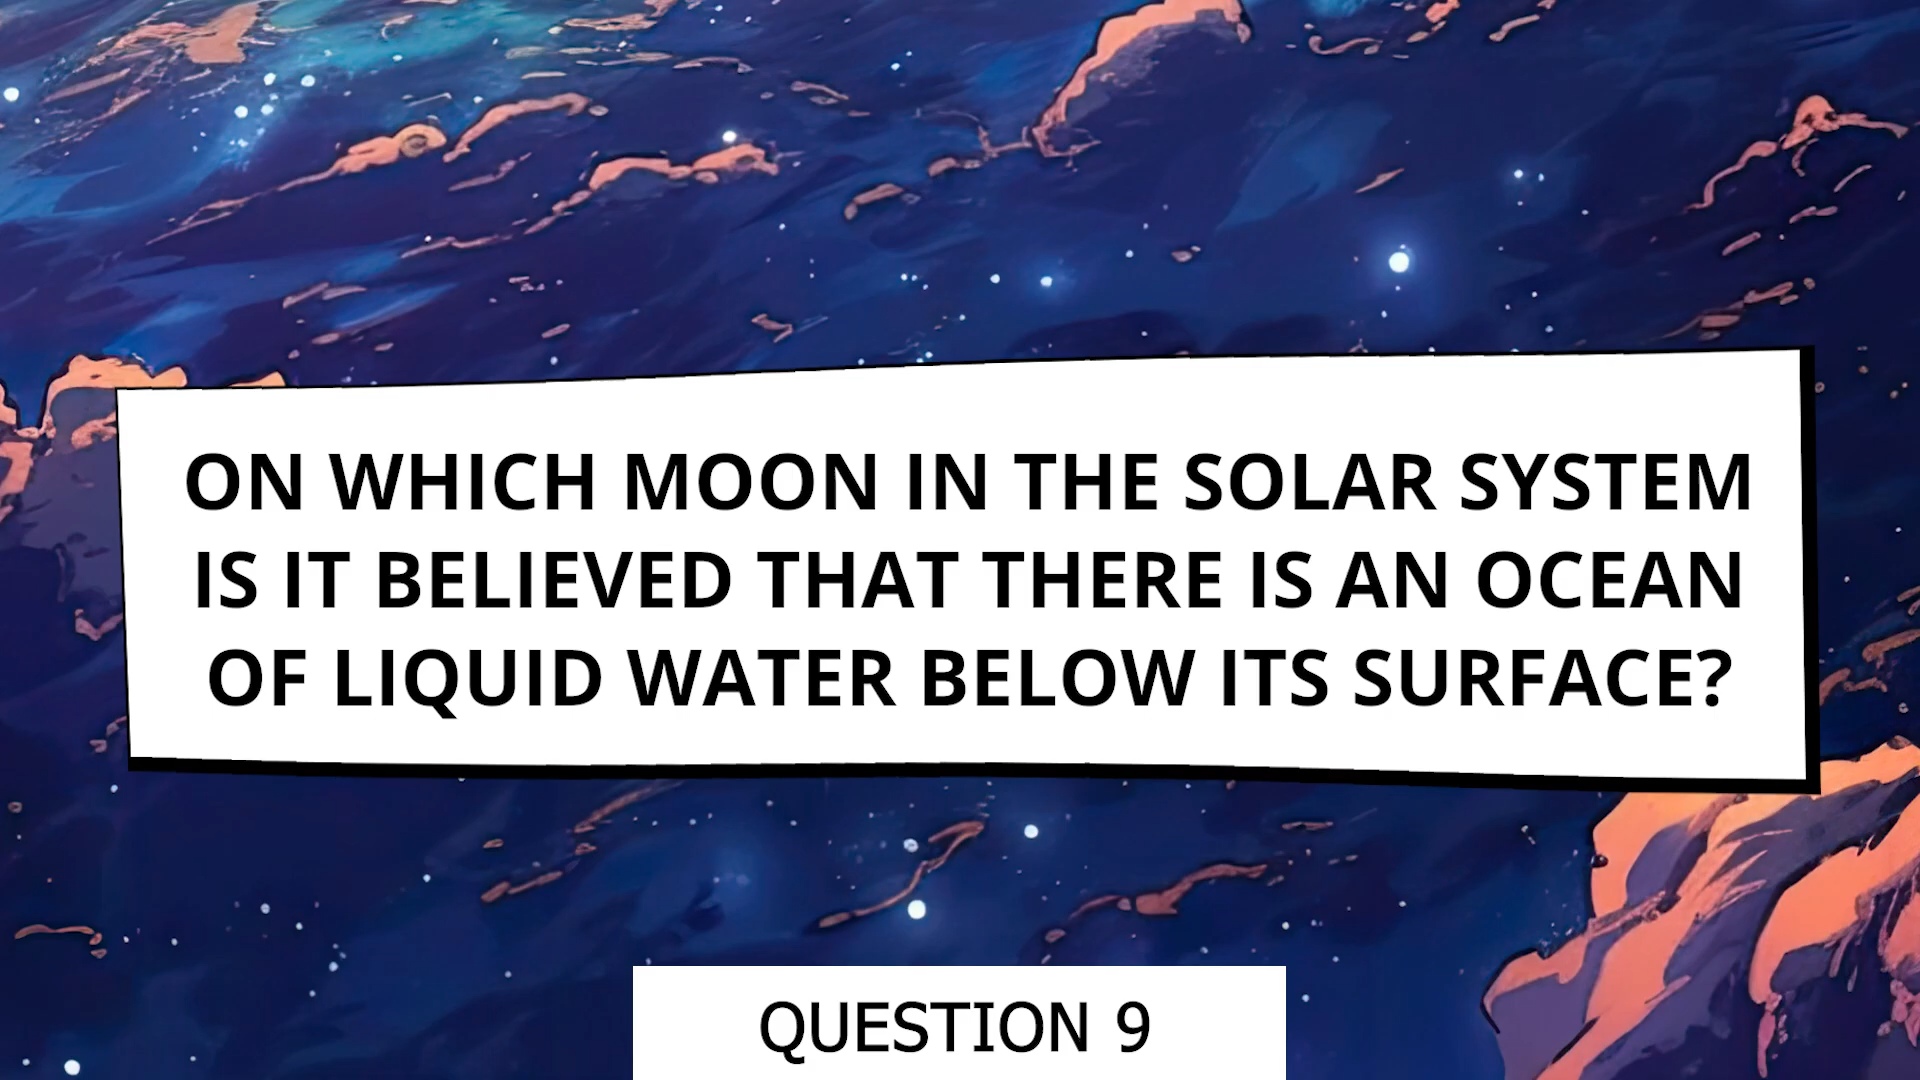 ON WHICH MOON IN THE SOLAR SYSTEM
IS IT BELIEVED THAT THERE IS AN OCEAN
OF LIQUID WATER BELOW ITS SURFACE?
QUESTION 9